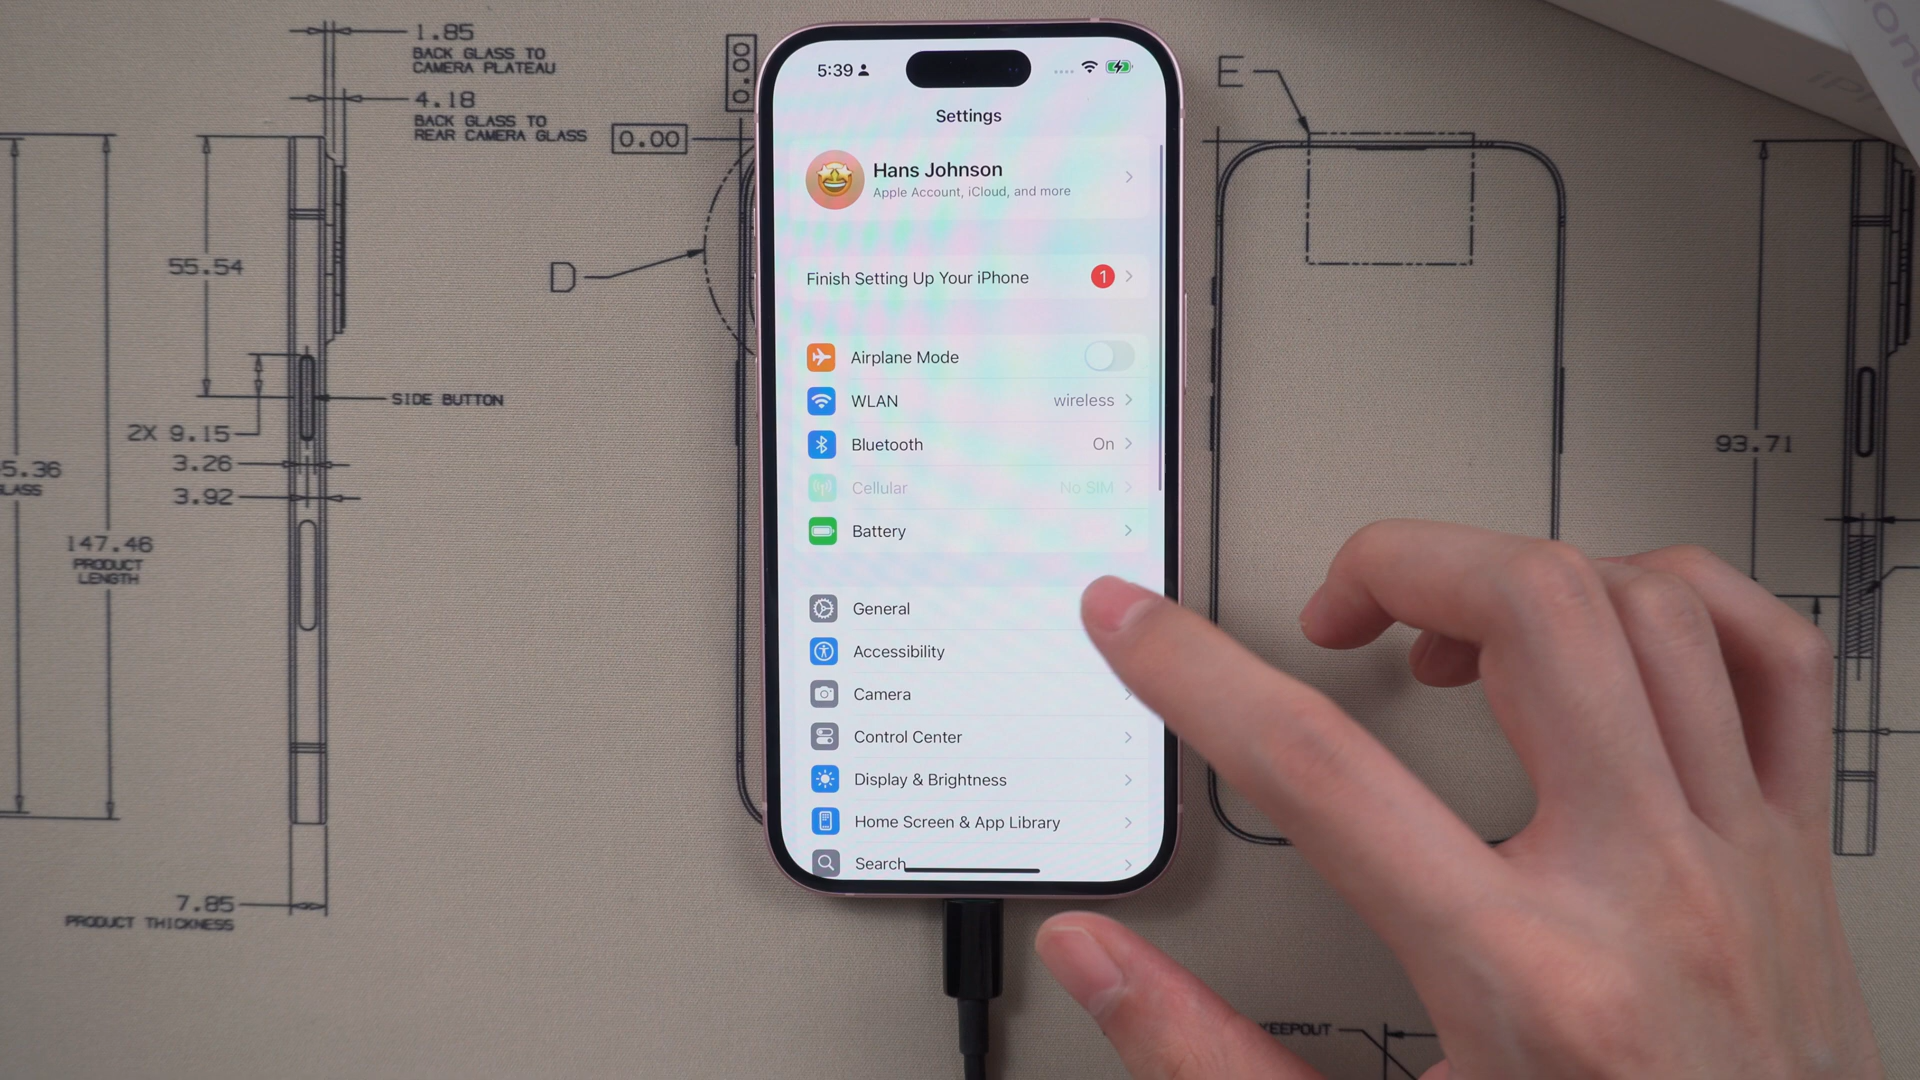 1.85
BACK GLASS TO
CAMERA PLATEAU
4.18
BACK GLASS TO
REAR CAMERA GLASS
0.00
0.00
55.54
D
SIDE BUTTON
2X 9.15
3.26
3.92
5.36
147.46
PRODUCT
LENGTH
7.85
PRODUCT THICKNESS
5:39
Settings
Hans Johnson
Apple Account, iCloud, and more
Finish Setting Up Your iPhone
1
Airplane Mode
WLAN
wireless
Bluetooth
On
Cellular
No SIM
Battery
General
Accessibility
Camera
Control Center
Display & Brightness
Home Screen & App Library
Search
E
93.71
KEEPOUT